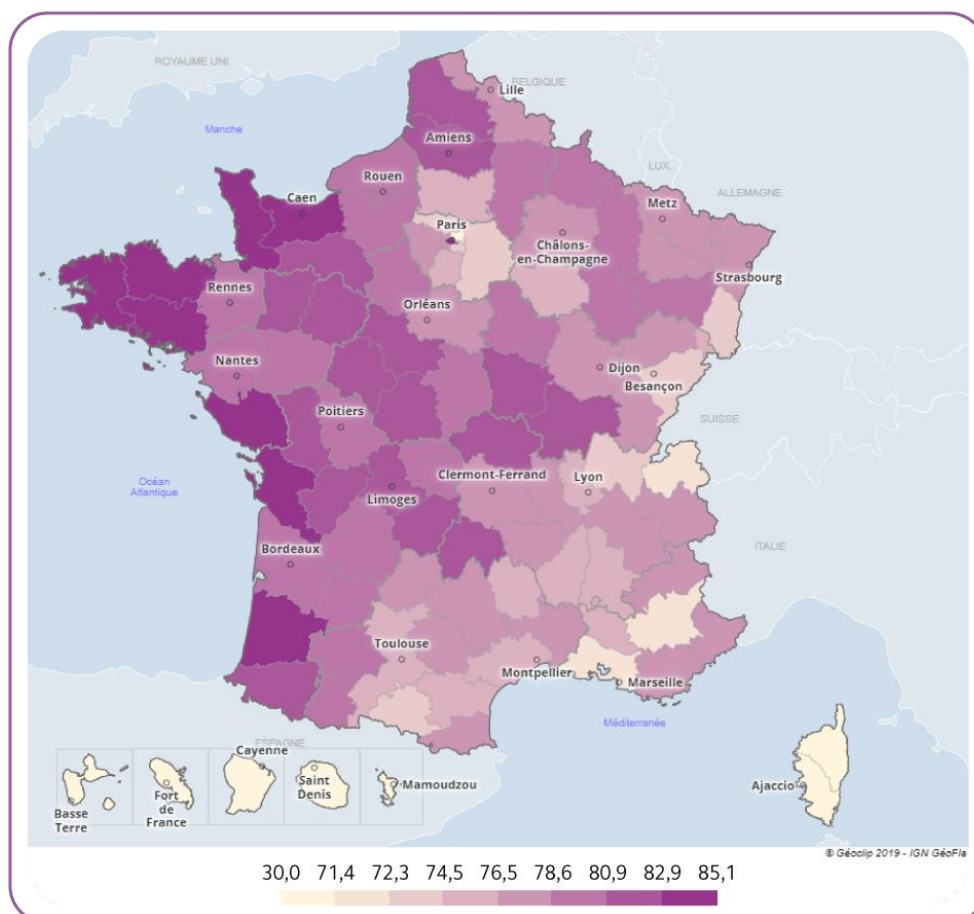 ROYAUME UNI
BELGIQUE
Lille
Manche
Amiens
LUX.
ALLEMAGNE
Rouen
Metz
Caen
Paris
Châlons-
en-Champagne
Strasbourg
Rennes
Orléans
Nantes
Dijon
Besançon
Poitiers
SUISSE
Clermont-Ferrand
Lyon
Océan
Atlantique
Limoges
Bordeaux
ITALIE
Toulouse
Montpellier
Marseille
Méditerranée
ESPAGNE
Cayenne
Saint
Denis
Mamoudzou
Ajaccio
Basse
Terre
Fort
de
France
© Géoclip 2019 - IGN GéoFla
30,0 71,4 72,3 74,5 76,5 78,6 80,9 82,9 85,1